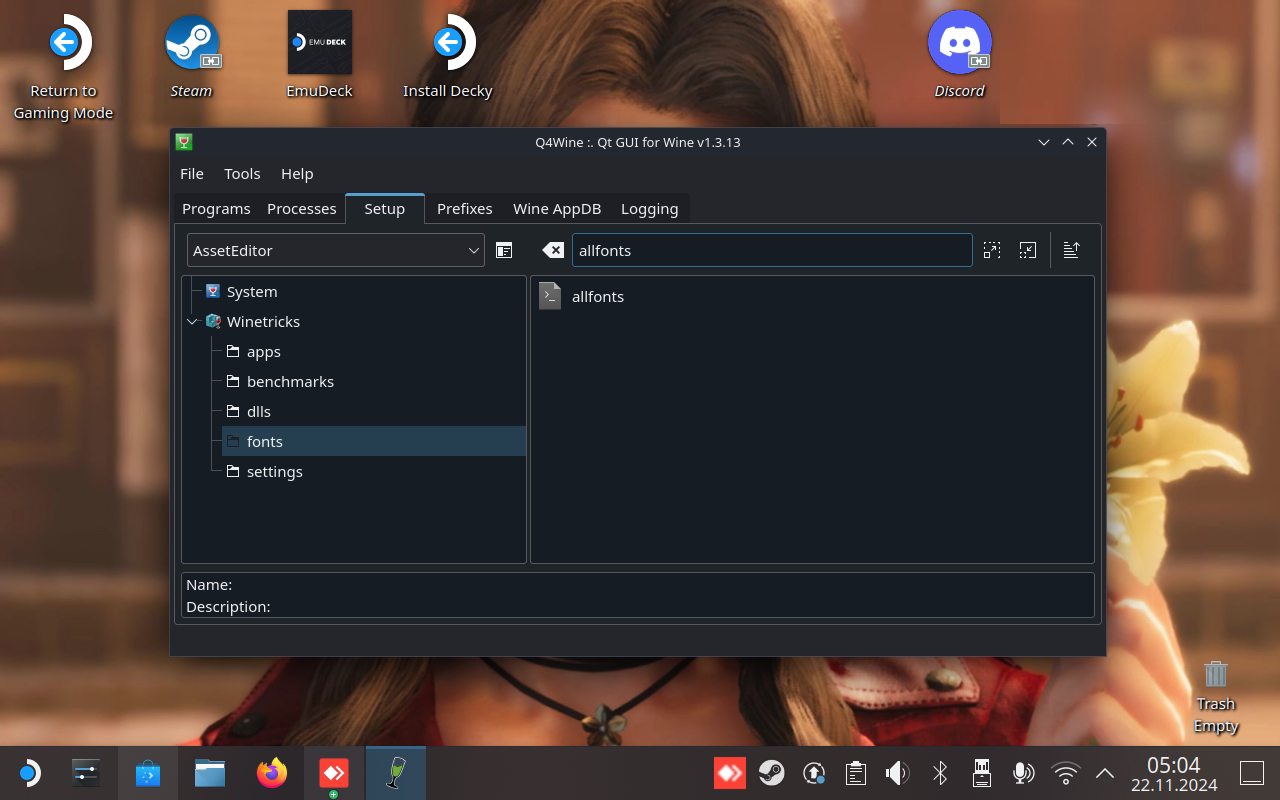 Return to
Gaming Mode
Steam
EMUDECK
EmuDeck
Install Decky
Discord
Q4Wine :. Qt GUI for Wine v1.3.13
File Tools Help
Programs Processes Setup Prefixes Wine AppDB Logging
AssetEditor
allfonts
System
allfonts
Winetricks
apps
benchmarks
dlls
fonts
settings
Name:
Description:
Trash
Empty
05:04
22.11.2024